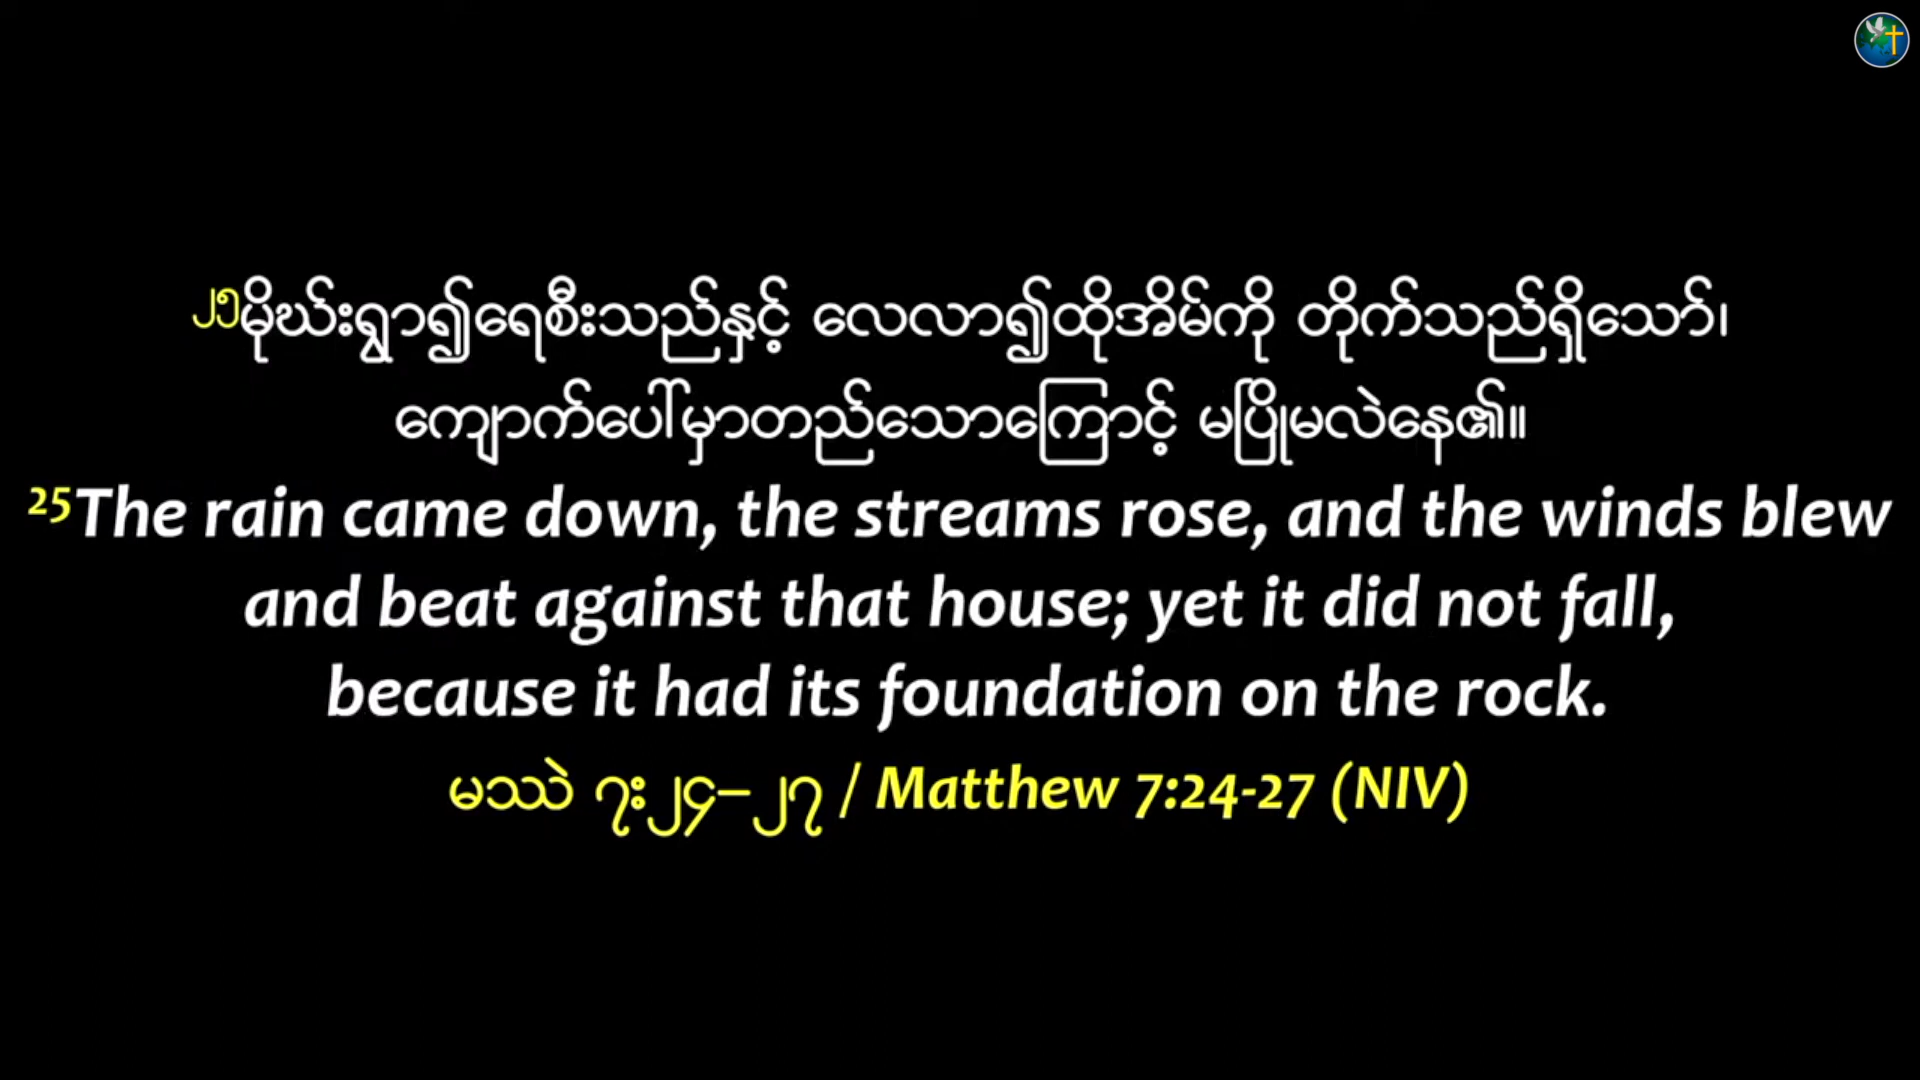 ၂၅မိုဃ်းရွာ၍ရေစီးသည်နှင့် လေလာ၍ထိုအိမ်ကို တိုက်သည်ရှိသော်၊
ကျောက်ပေါ်မှာတည်သောကြောင့် မပြိုမလဲနေ၏။
25The rain came down, the streams rose, and the winds blew
and beat against that house; yet it did not fall,
because it had its foundation on the rock.
မဿဲ ၇း၂၄–၂၇ / Matthew 7:24-27 (NIV)